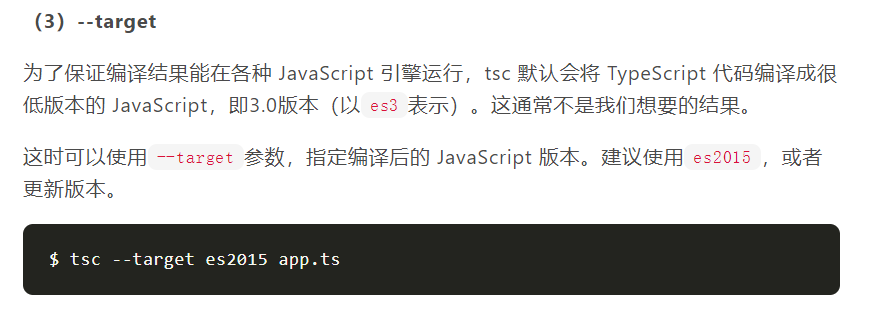 （3）--target
为了保证编译结果能在各种 JavaScript 引擎运行，tsc 默认会将 TypeScript 代码编译成很
低版本的 JavaScript，即3.0版本（以 es3 表示）。这通常不是我们想要的结果。
这时可以使用 --target 参数，指定编译后的 JavaScript 版本。建议使用 es2015 ，或者
更新版本。
$ tsc --target es2015 app.ts